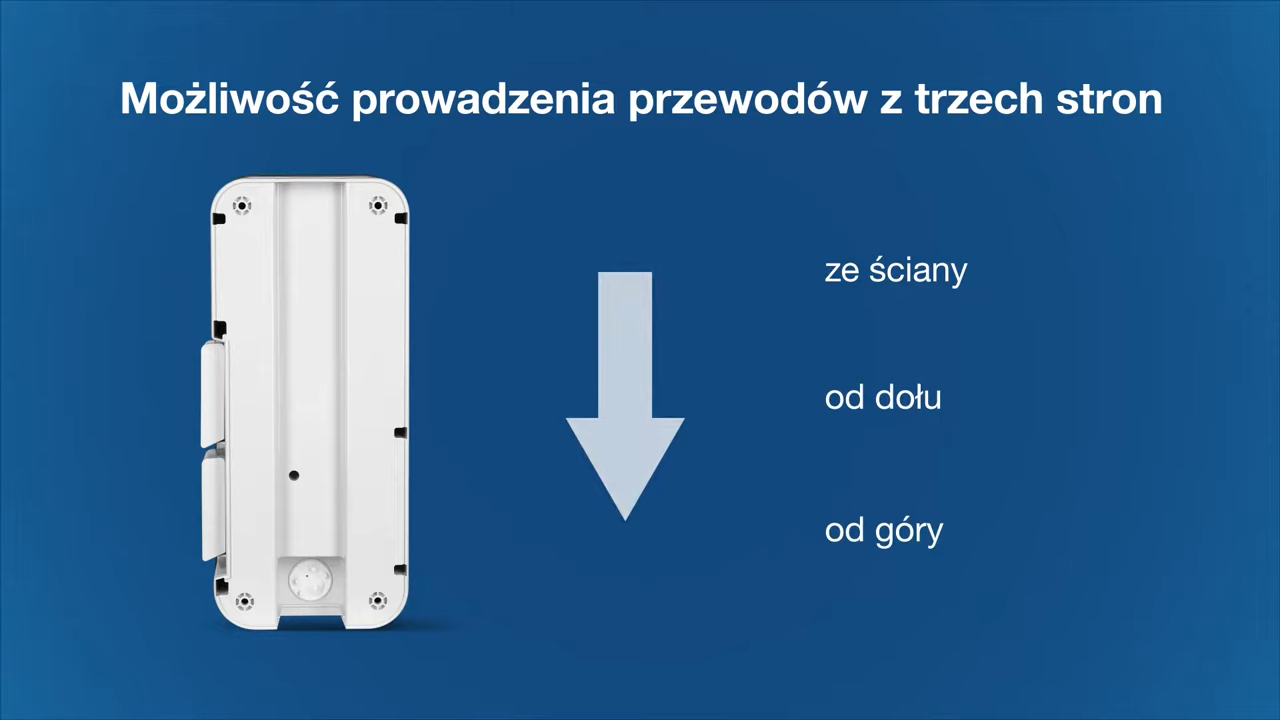 Możliwość prowadzenia przewodów z trzech stron
ze ściany
od dołu
od góry